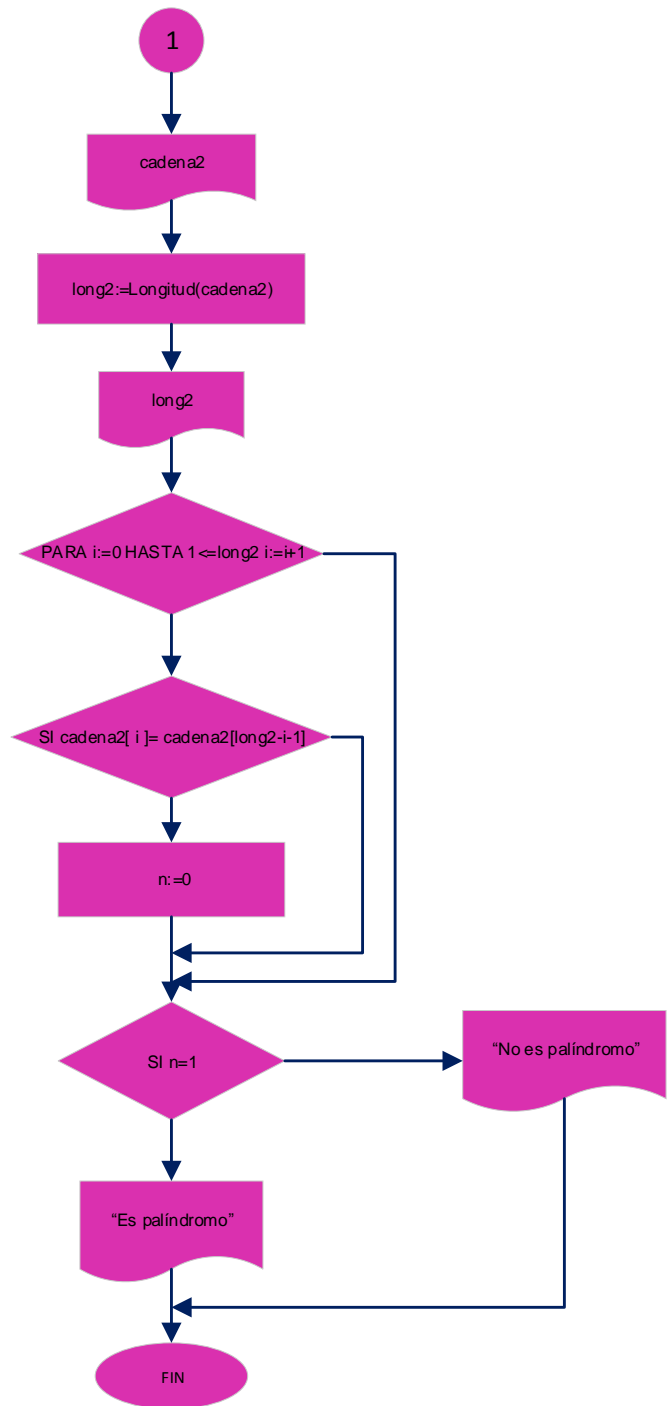 1
cadena2
long2:=Longitud(cadena2)
long2
PARA i:=0 HASTA 1<=long2 i:=i+1
SI cadena2[ i ]= cadena2[long2-i-1]
n:=0
SI n=1
“No es palíndromo”
“Es palíndromo”
FIN